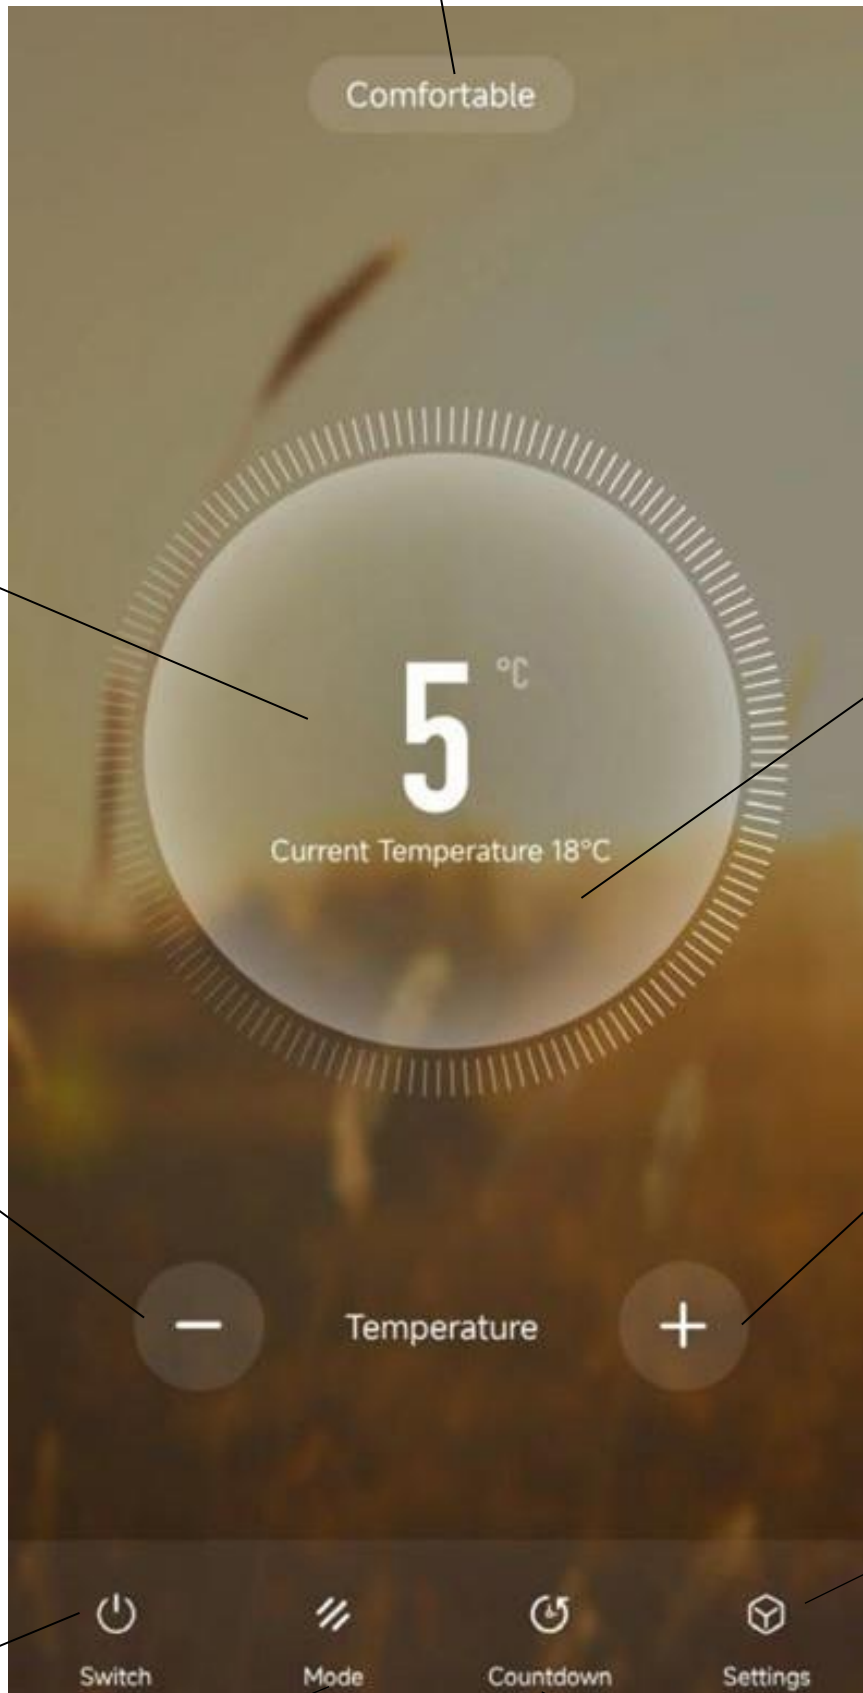 Comfortable
5 °C
Current Temperature 18°C
Temperature
Switch Mode Countdown Settings